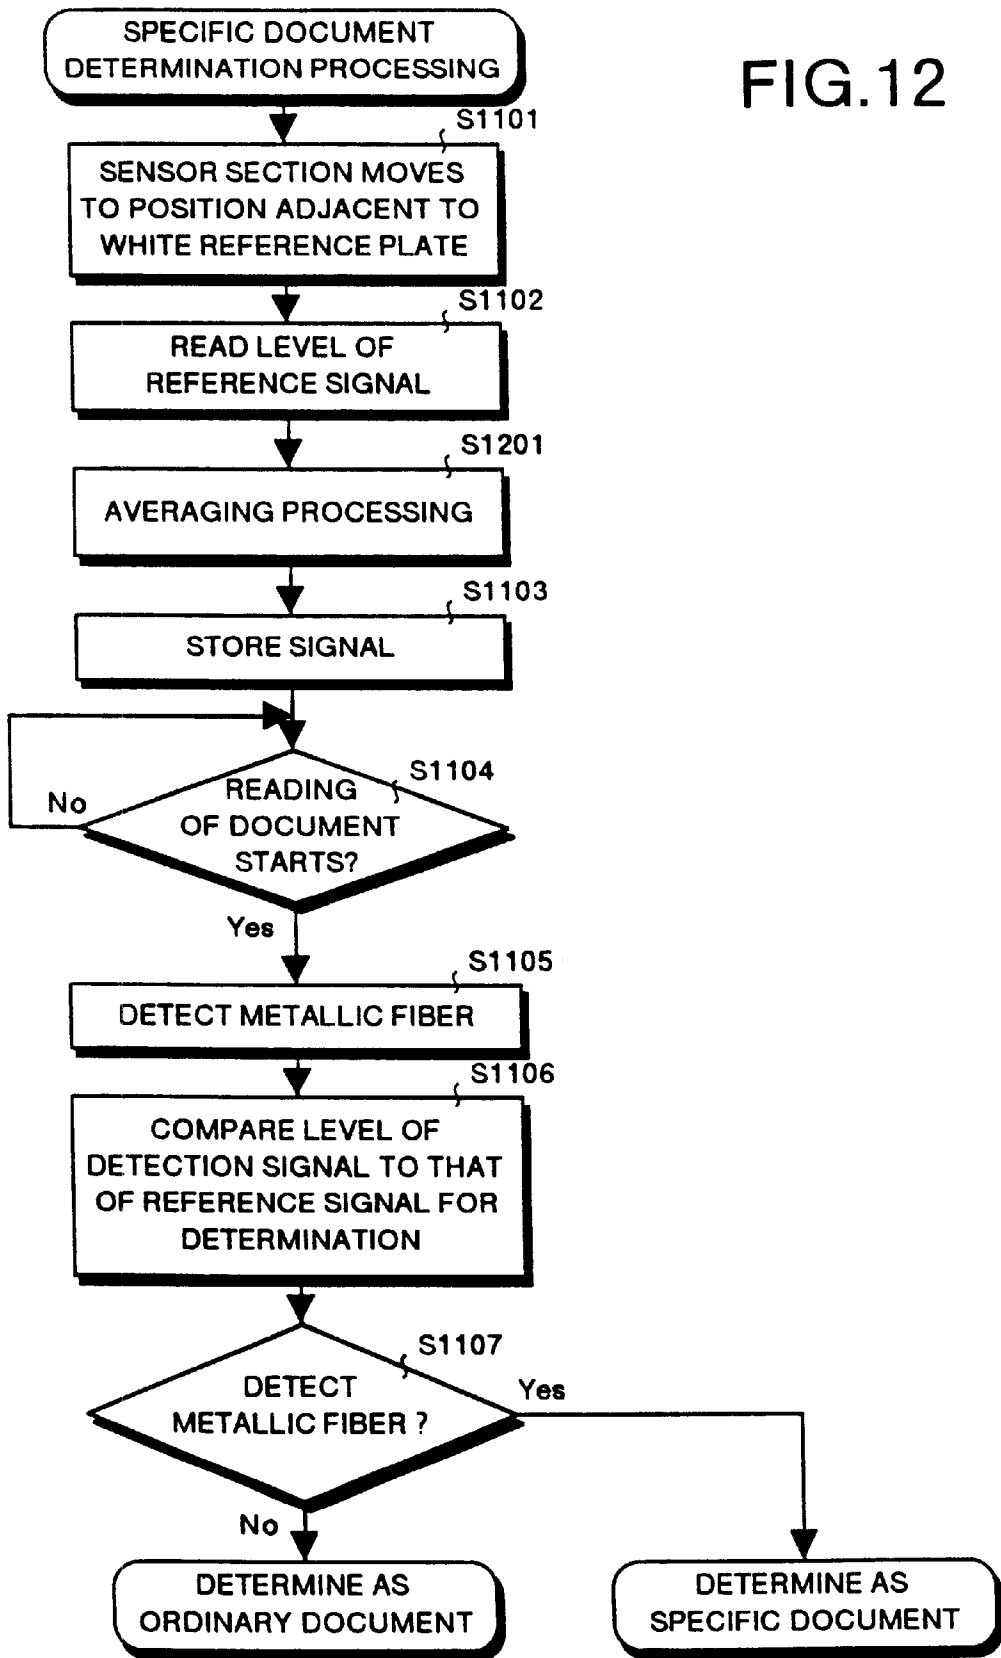 SPECIFIC DOCUMENT
DETERMINATION PROCESSING
FIG.12
S1101
SENSOR SECTION MOVES
TO POSITION ADJACENT TO
WHITE REFERENCE PLATE
S1102
READ LEVEL OF
REFERENCE SIGNAL
S1201
AVERAGING PROCESSING
S1103
STORE SIGNAL
S1104
READING
OF DOCUMENT
STARTS?
No
Yes
S1105
DETECT METALLIC FIBER
S1106
COMPARE LEVEL OF
DETECTION SIGNAL TO THAT
OF REFERENCE SIGNAL FOR
DETERMINATION
S1107
DETECT
METALLIC FIBER ?
Yes
No
DETERMINE AS
ORDINARY DOCUMENT
DETERMINE AS
SPECIFIC DOCUMENT